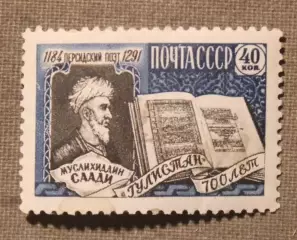 1184 ПЕРСИДСКИЙ ПОЭТ 1291
ПОЧТА СССР
40
КОП.
МУСЛИХИДДИН
СААДИ
ГУЛИСТАН
700 ЛЕТ